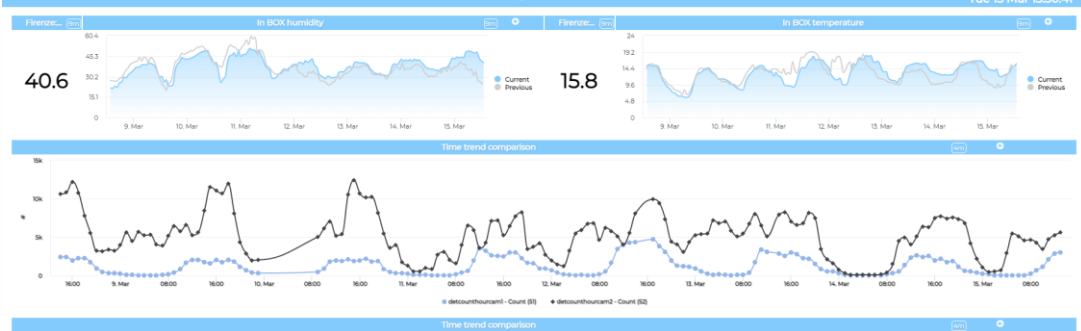 Tue 15 Mar 15:30:41
Firenze:... 9m In BOX humidity 9m
Firenze:... 9m In BOX temperature 9m
40.6
60.4
45.3
30.2
15.1
0
9. Mar 10. Mar 11. Mar 12. Mar 13. Mar 14. Mar 15. Mar
Current
Previous
15.8
24
19.2
14.4
9.6
4.8
0
9. Mar 10. Mar 11. Mar 12. Mar 13. Mar 14. Mar 15. Mar
Current
Previous
Time trend comparison 4m
15k
10k
5k
0
#
16:00 9. Mar 08:00 16:00 10. Mar 08:00 16:00 11. Mar 08:00 16:00 12. Mar 08:00 16:00 13. Mar 08:00 16:00 14. Mar 08:00 16:00 15. Mar 08:00
detcounthourcam1 - Count (S1) detcounthourcam2 - Count (S2)
Time trend comparison 4m